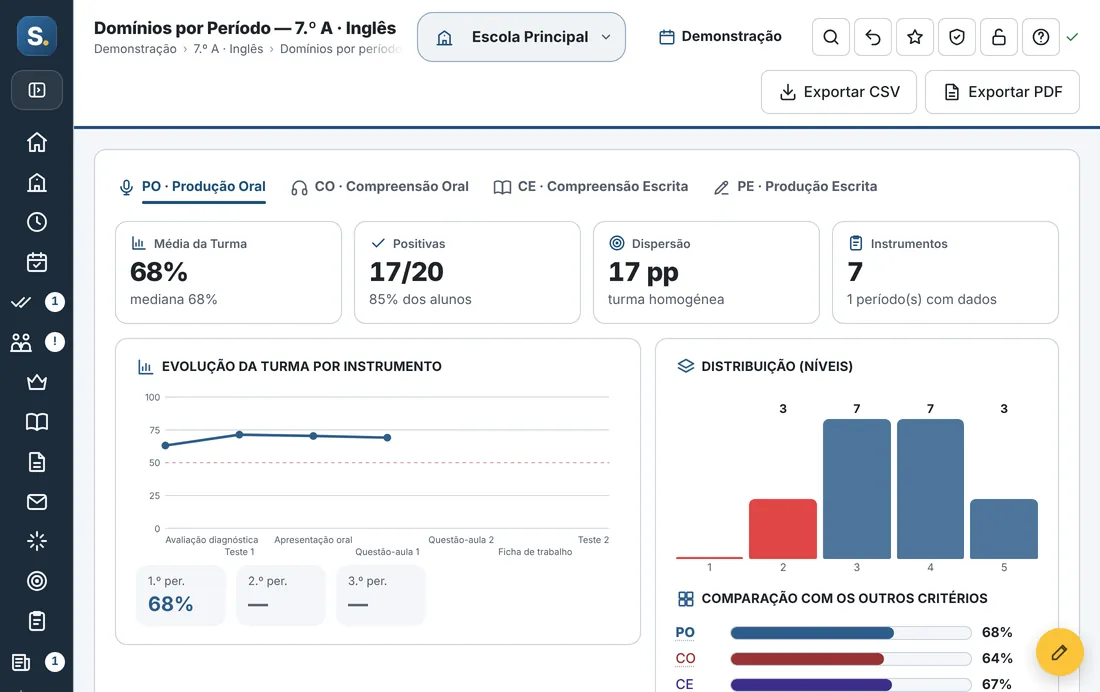 S.
Domínios por Período — 7.º A · Inglês
Demonstração › 7.º A · Inglês › Domínios por período
Escola Principal
Demonstração
Exportar CSV
Exportar PDF
1
!
1
PO · Produção Oral
CO · Compreensão Oral
CE · Compreensão Escrita
PE · Produção Escrita
Média da Turma
68%
mediana 68%
Positivas
17/20
85% dos alunos
Dispersão
17 pp
turma homogénea
Instrumentos
7
1 período(s) com dados
EVOLUÇÃO DA TURMA POR INSTRUMENTO
100
75
50
25
0
Avaliação diagnóstica
Teste 1
Apresentação oral
Questão-aula 1
Questão-aula 2
Ficha de trabalho
Teste 2
1.º per.
68%
2.º per.
—
3.º per.
—
DISTRIBUIÇÃO (NÍVEIS)
3
7
7
3
1
2
3
4
5
COMPARAÇÃO COM OS OUTROS CRITÉRIOS
PO
68%
CO
64%
CE
67%